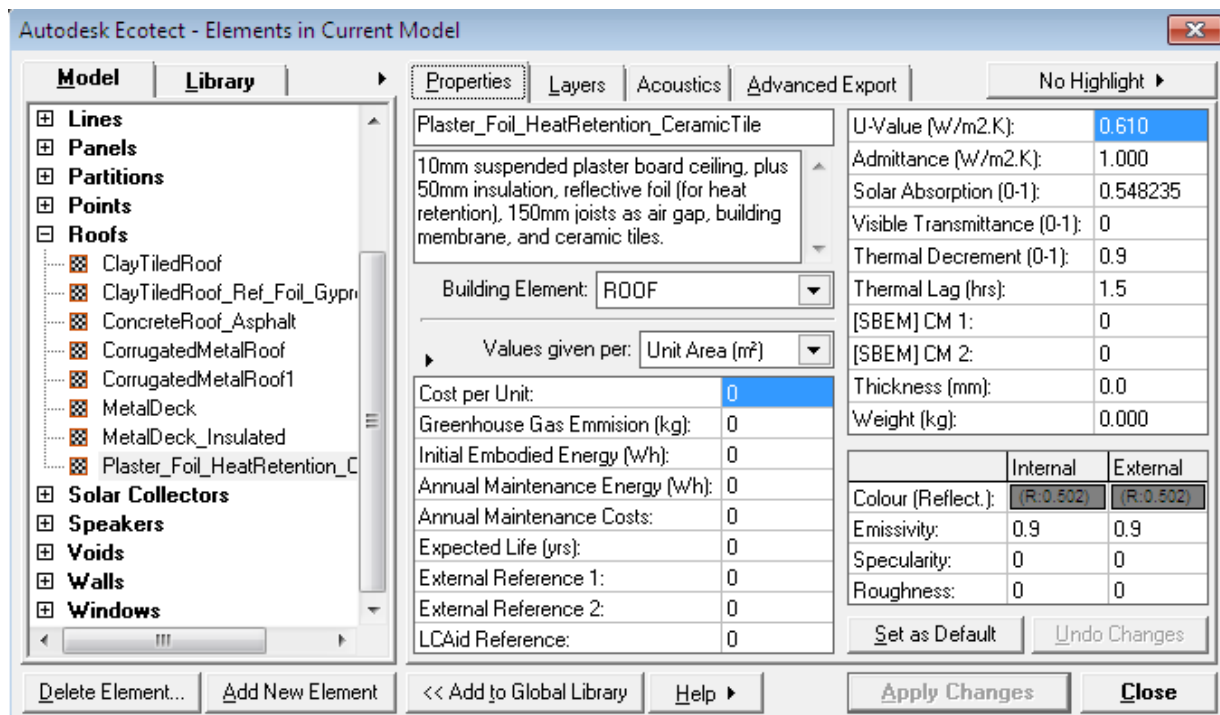 Autodesk Ecotect - Elements in Current Model
Model
Library
Lines
Panels
Partitions
Points
Roofs
ClayTiledRoof
ClayTiledRoof_Ref_Foil_Gypr
ConcreteRoof_Asphalt
CorrugatedMetalRoof
CorrugatedMetalRoof1
MetalDeck
MetalDeck_Insulated
Plaster_Foil_HeatRetention_C
Solar Collectors
Speakers
Voids
Walls
Windows
Properties
Layers
Acoustics
Advanced Export
No Highlight
Plaster_Foil_HeatRetention_CeramicTile
10mm suspended plaster board ceiling, plus
50mm insulation, reflective foil (for heat
retention), 150mm joists as air gap, building
membrane, and ceramic tiles.
Building Element: ROOF
Values given per: Unit Area (m²)
Cost per Unit: 0
Greenhouse Gas Emmision (kg): 0
Initial Embodied Energy (Wh): 0
Annual Maintenance Energy (Wh): 0
Annual Maintenance Costs: 0
Expected Life (yrs): 0
External Reference 1: 0
External Reference 2: 0
LCAid Reference: 0
U-Value (W/m2.K): 0.610
Admittance (W/m2.K): 1.000
Solar Absorption (0-1): 0.548235
Visible Transmittance (0-1): 0
Thermal Decrement (0-1): 0.9
Thermal Lag (hrs): 1.5
[SBEM] CM 1: 0
[SBEM] CM 2: 0
Thickness (mm): 0.0
Weight (kg): 0.000
Internal External
Colour (Reflect.): (R:0.502) (R:0.502)
Emissivity: 0.9 0.9
Specularity: 0 0
Roughness: 0 0
Set as Default
Undo Changes
Delete Element...
Add New Element
<< Add to Global Library
Help
Apply Changes
Close